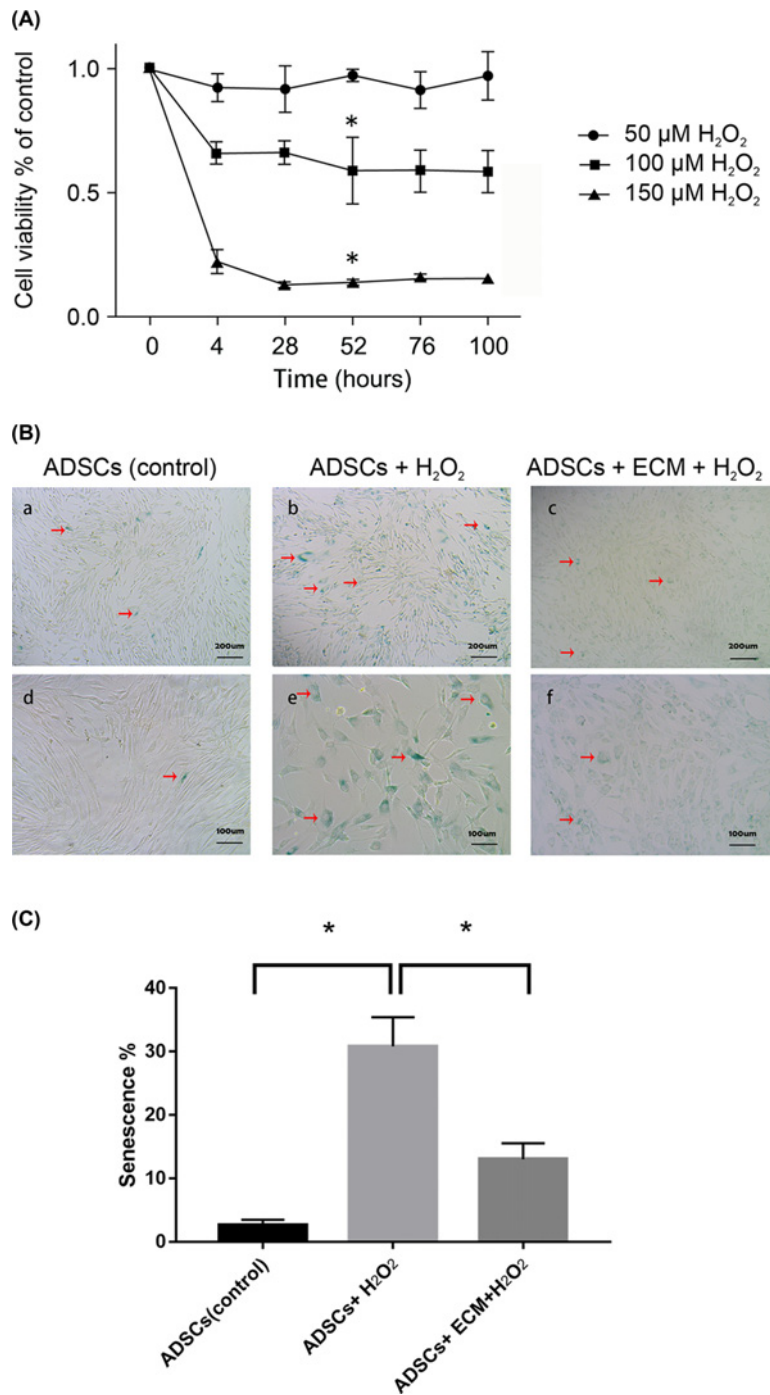 (A)
Cell viability % of control
1.0
0.5
0.0
*
*
0 4 28 52 76 100
Time (hours)
50 µM H₂O₂
100 µM H₂O₂
150 µM H₂O₂
(B)
ADSCs (control) ADSCs + H₂O₂ ADSCs + ECM + H₂O₂
a b c
200um 200um 200um
d e f
100um 100um 100um
(C)
* *
Senescence %
40
30
20
10
0
ADSCs(control)
ADSCs+ H₂O₂
ADSCs+ ECM+H₂O₂